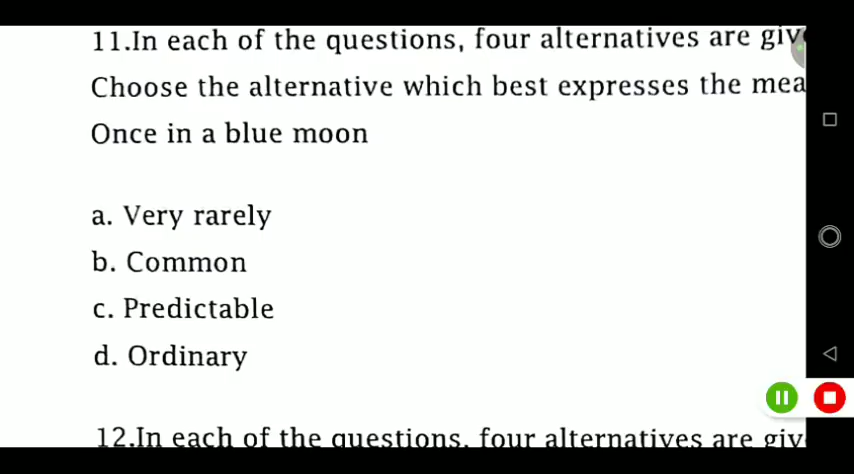 11.In each of the questions, four alternatives are
Choose the alternative which best expresses the
Once in a blue moon
a. Very rarely
b. Common
c. Predictable
d. Ordinary
12.In each of the questions, four alternatives are